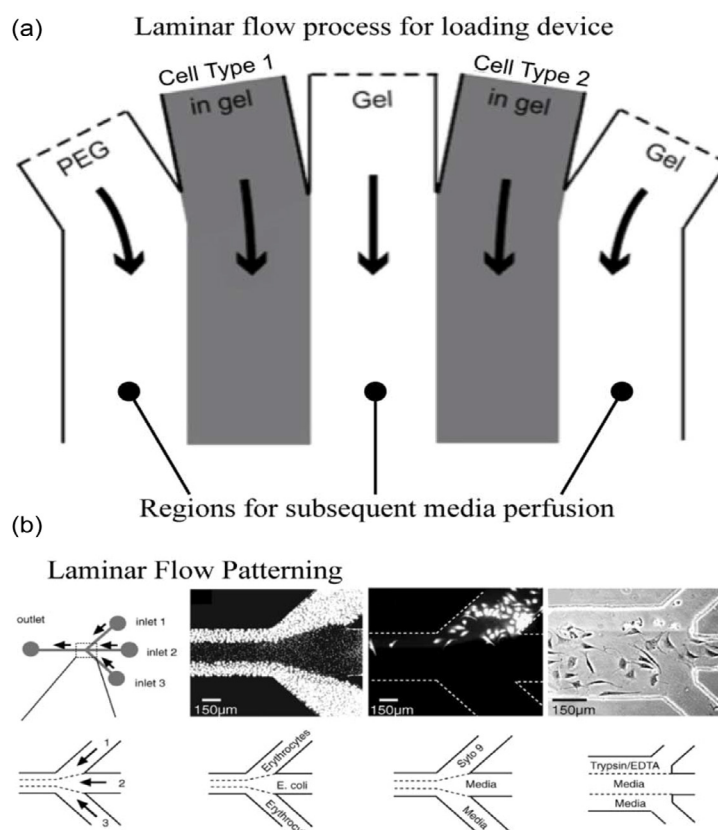 (a)
Laminar flow process for loading device
PEG
Cell Type 1
in gel
Gel
Cell Type 2
in gel
Gel
Regions for subsequent media perfusion
(b)
Laminar Flow Patterning
outlet
inlet 1
inlet 2
inlet 3
150μm
150μm
150μm
1
2
3
Erythrocytes
E. coli
Erythrocytes
Syto 9
Media
Media
Trypsin/EDTA
Media
Media